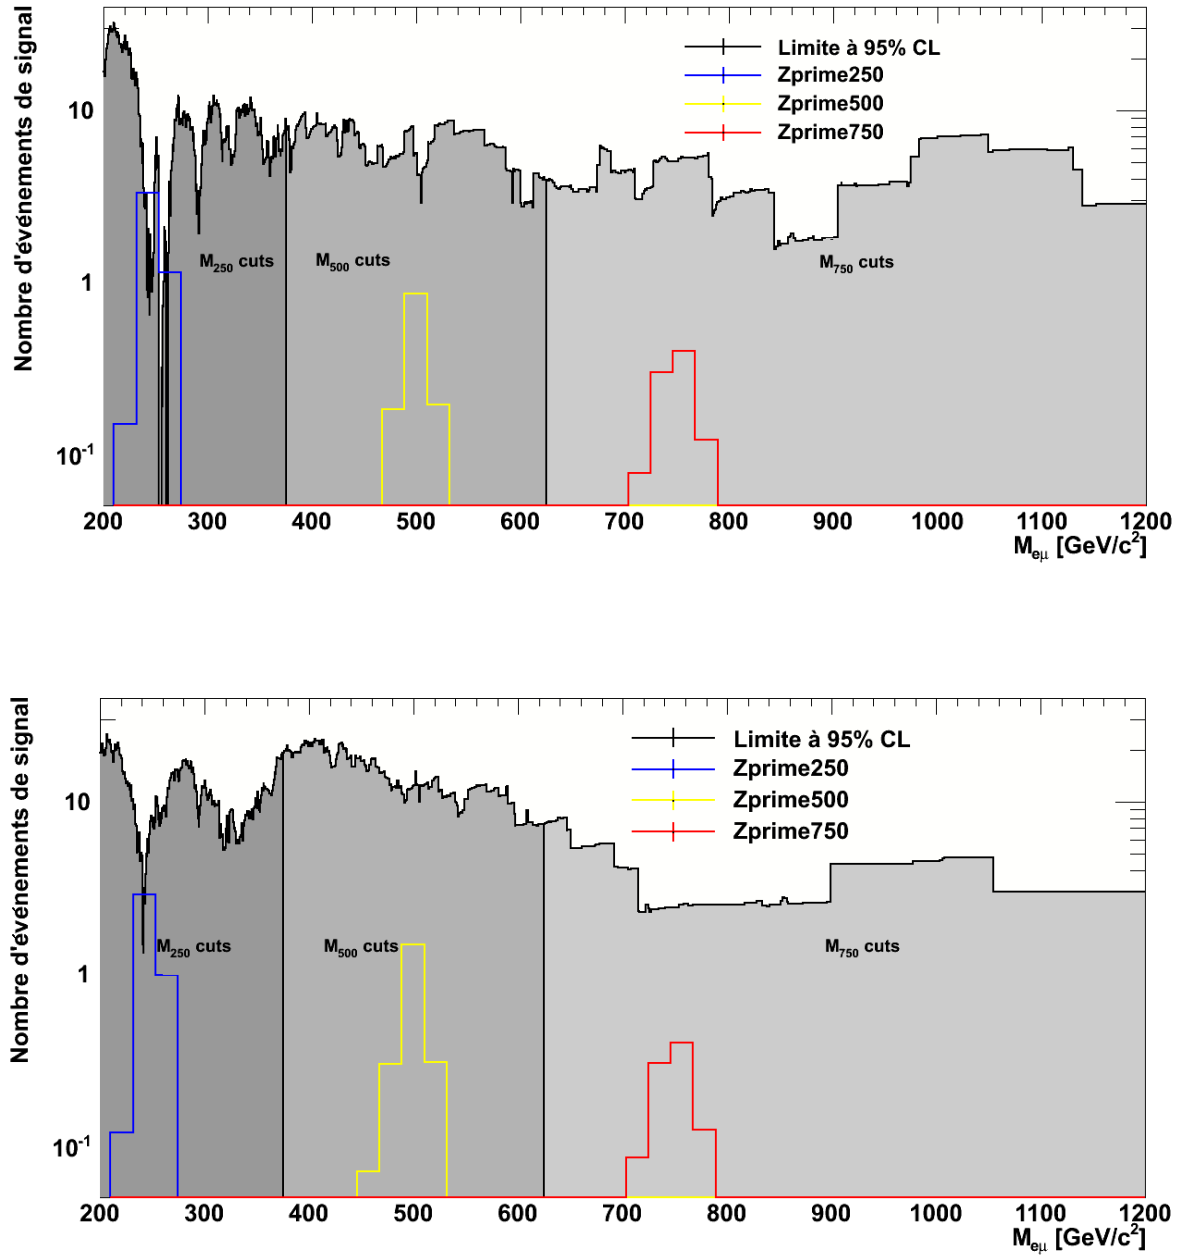 Nombre d'événements de signal
10
1
10-1
Limite à 95% CL
Zprime250
Zprime500
Zprime750
M250 cuts
M500 cuts
M750 cuts
200 300 400 500 600 700 800 900 1000 1100 1200
Meμ [GeV/c2]
Nombre d'événements de signal
10
1
10-1
Limite à 95% CL
Zprime250
Zprime500
Zprime750
M250 cuts
M500 cuts
M750 cuts
200 300 400 500 600 700 800 900 1000 1100 1200
Meμ [GeV/c2]